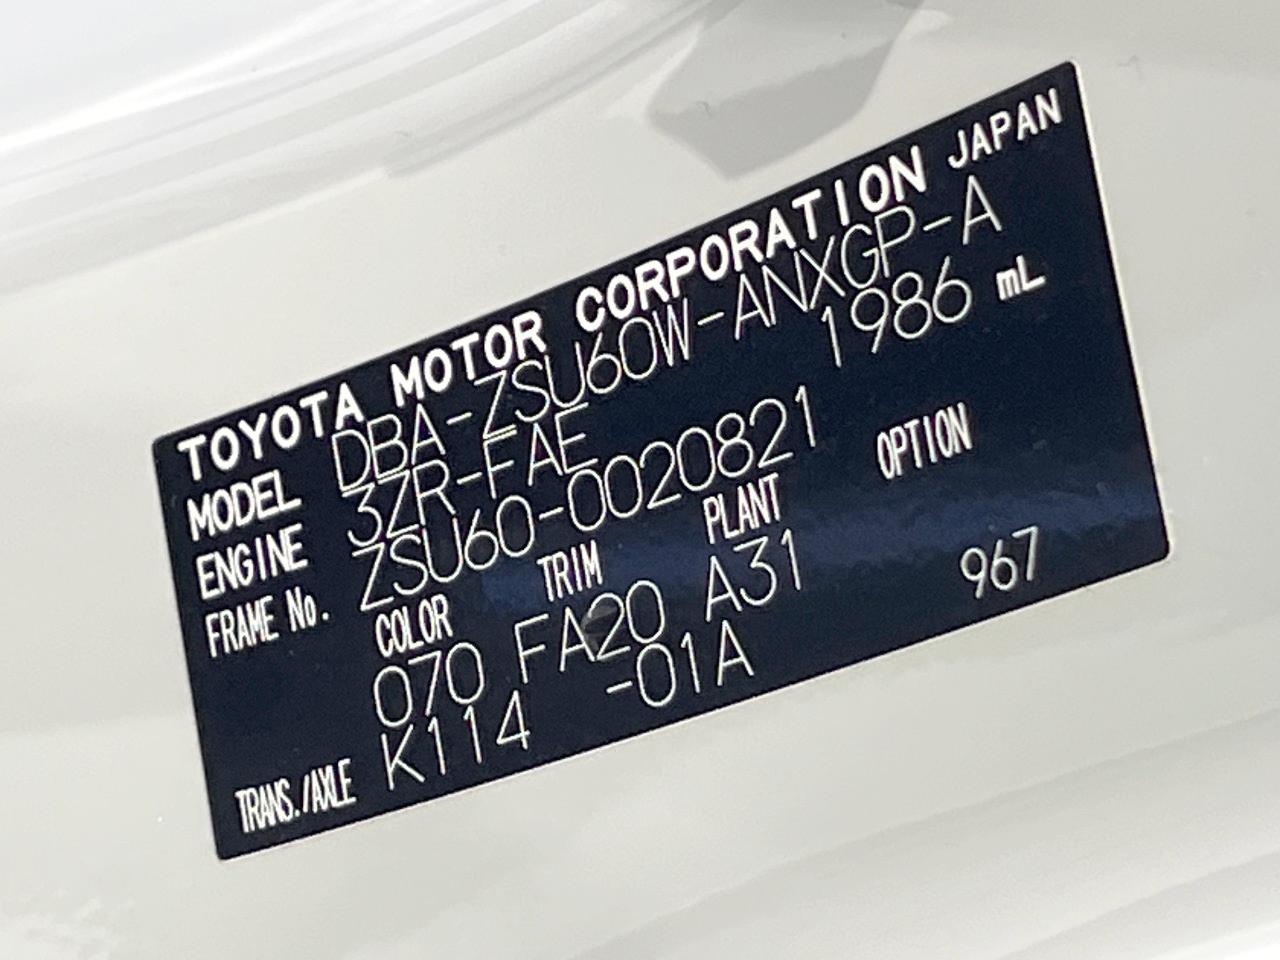 TOYOTA MOTOR CORPORATION JAPAN
MODEL DBA-ZSU60W-ANXGP-A
ENGINE 3ZR-FAE 1986 mL
FRAME No. ZSU60-0020821
COLOR TRIM PLANT OPTION
070 FA20 A31 967
TRANS./AXLE K114 -01A